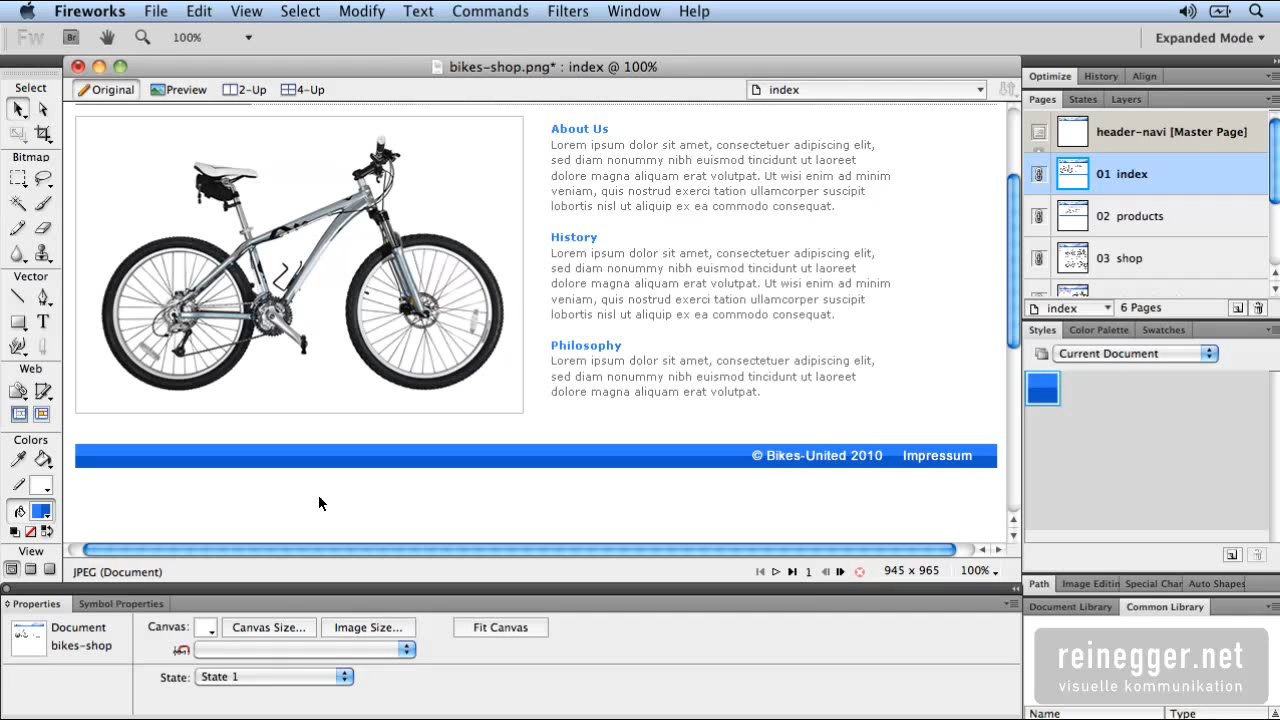 Fireworks File Edit View Select Modify Text Commands Filters Window Help
Fw Br 100% Expanded Mode
bikes-shop.png* : index @ 100%
Original Preview 2-Up 4-Up index
Select
Bitmap
Vector
Web
Colors
View
About Us
Lorem ipsum dolor sit amet, consectetuer adipiscing elit,
sed diam nonummy nibh euismod tincidunt ut laoreet
dolore magna aliquam erat volutpat. Ut wisi enim ad minim
veniam, quis nostrud exerci tation ullamcorper suscipit
lobortis nisl ut aliquip ex ea commodo consequat.
History
Lorem ipsum dolor sit amet, consectetuer adipiscing elit,
sed diam nonummy nibh euismod tincidunt ut laoreet
dolore magna aliquam erat volutpat. Ut wisi enim ad minim
veniam, quis nostrud exerci tation ullamcorper suscipit
lobortis nisl ut aliquip ex ea commodo consequat.
Philosophy
Lorem ipsum dolor sit amet, consectetuer adipiscing elit,
sed diam nonummy nibh euismod tincidunt ut laoreet
dolore magna aliquam erat volutpat.
© Bikes-United 2010 Impressum
JPEG (Document) 1 945 x 965 100%
Properties Symbol Properties
Document
bikes-shop
Canvas: Canvas Size... Image Size... Fit Canvas
State: State 1
Optimize History Align
Pages States Layers
header-navi [Master Page]
01 index
02 products
03 shop
index 6 Pages
Styles Color Palette Swatches
Current Document
Path Image Editin Special Char Auto Shapes
Document Library Common Library
reinegger.net
visuelle kommunikation
Name Type